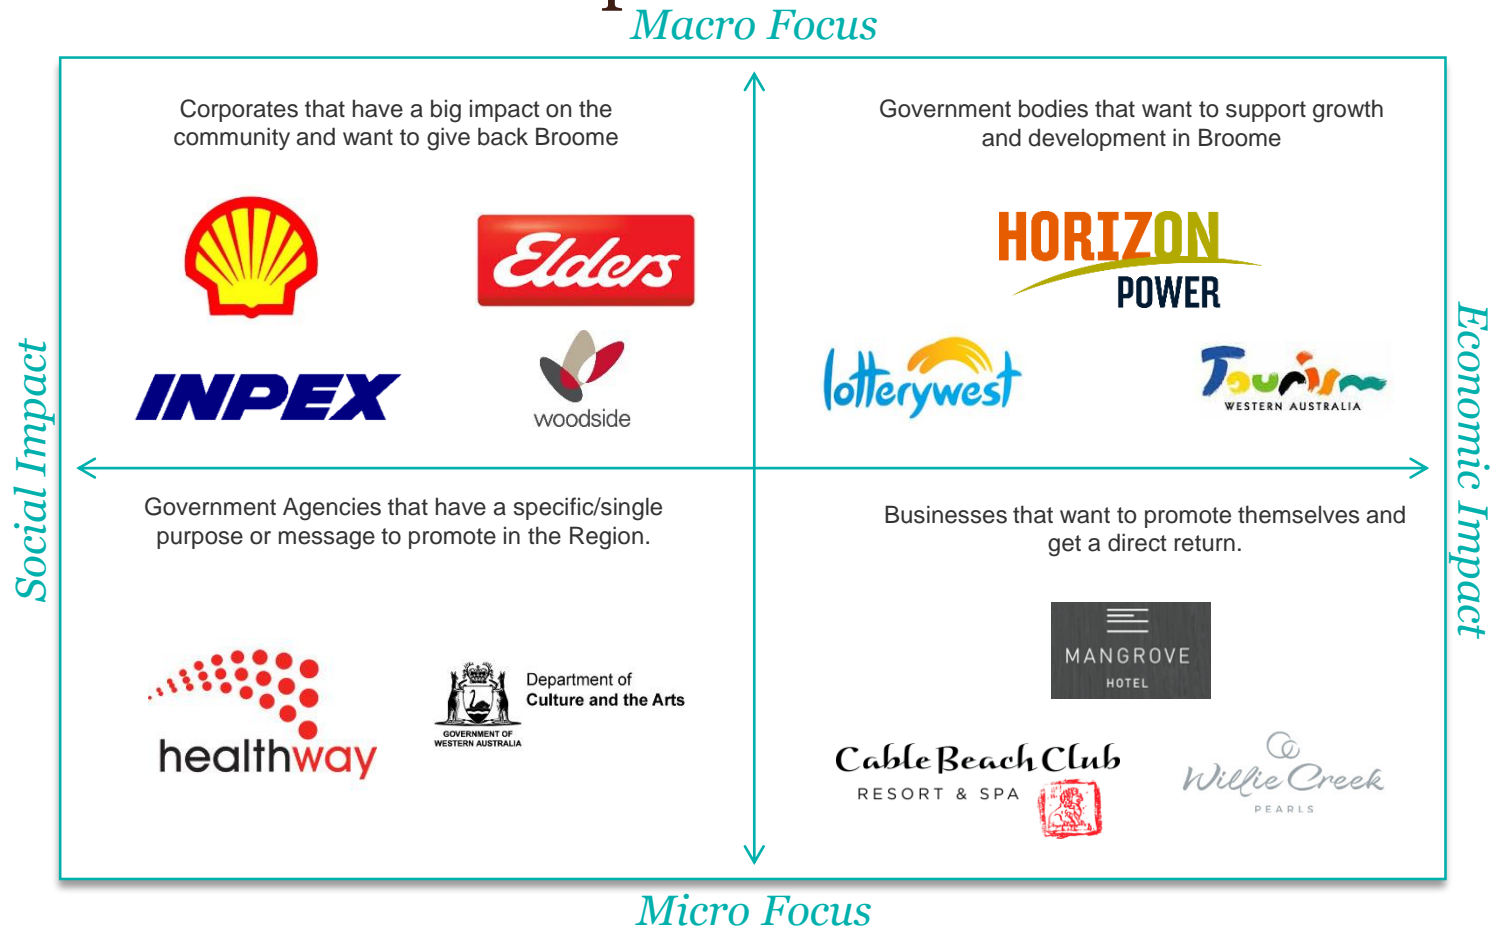 Macro Focus
Corporates that have a big impact on the
community and want to give back Broome
Government bodies that want to support growth
and development in Broome
Elders
INPEX
woodside
HORIZON
POWER
lotterywest
Tourism
WESTERN AUSTRALIA
Social Impact
Economic Impact
Government Agencies that have a specific/single
purpose or message to promote in the Region.
Businesses that want to promote themselves and
get a direct return.
healthway
Department of
Culture and the Arts
GOVERNMENT OF
WESTERN AUSTRALIA
MANGROVE
HOTEL
Cable Beach Club
RESORT & SPA
Willie Creek
PEARLS
Micro Focus